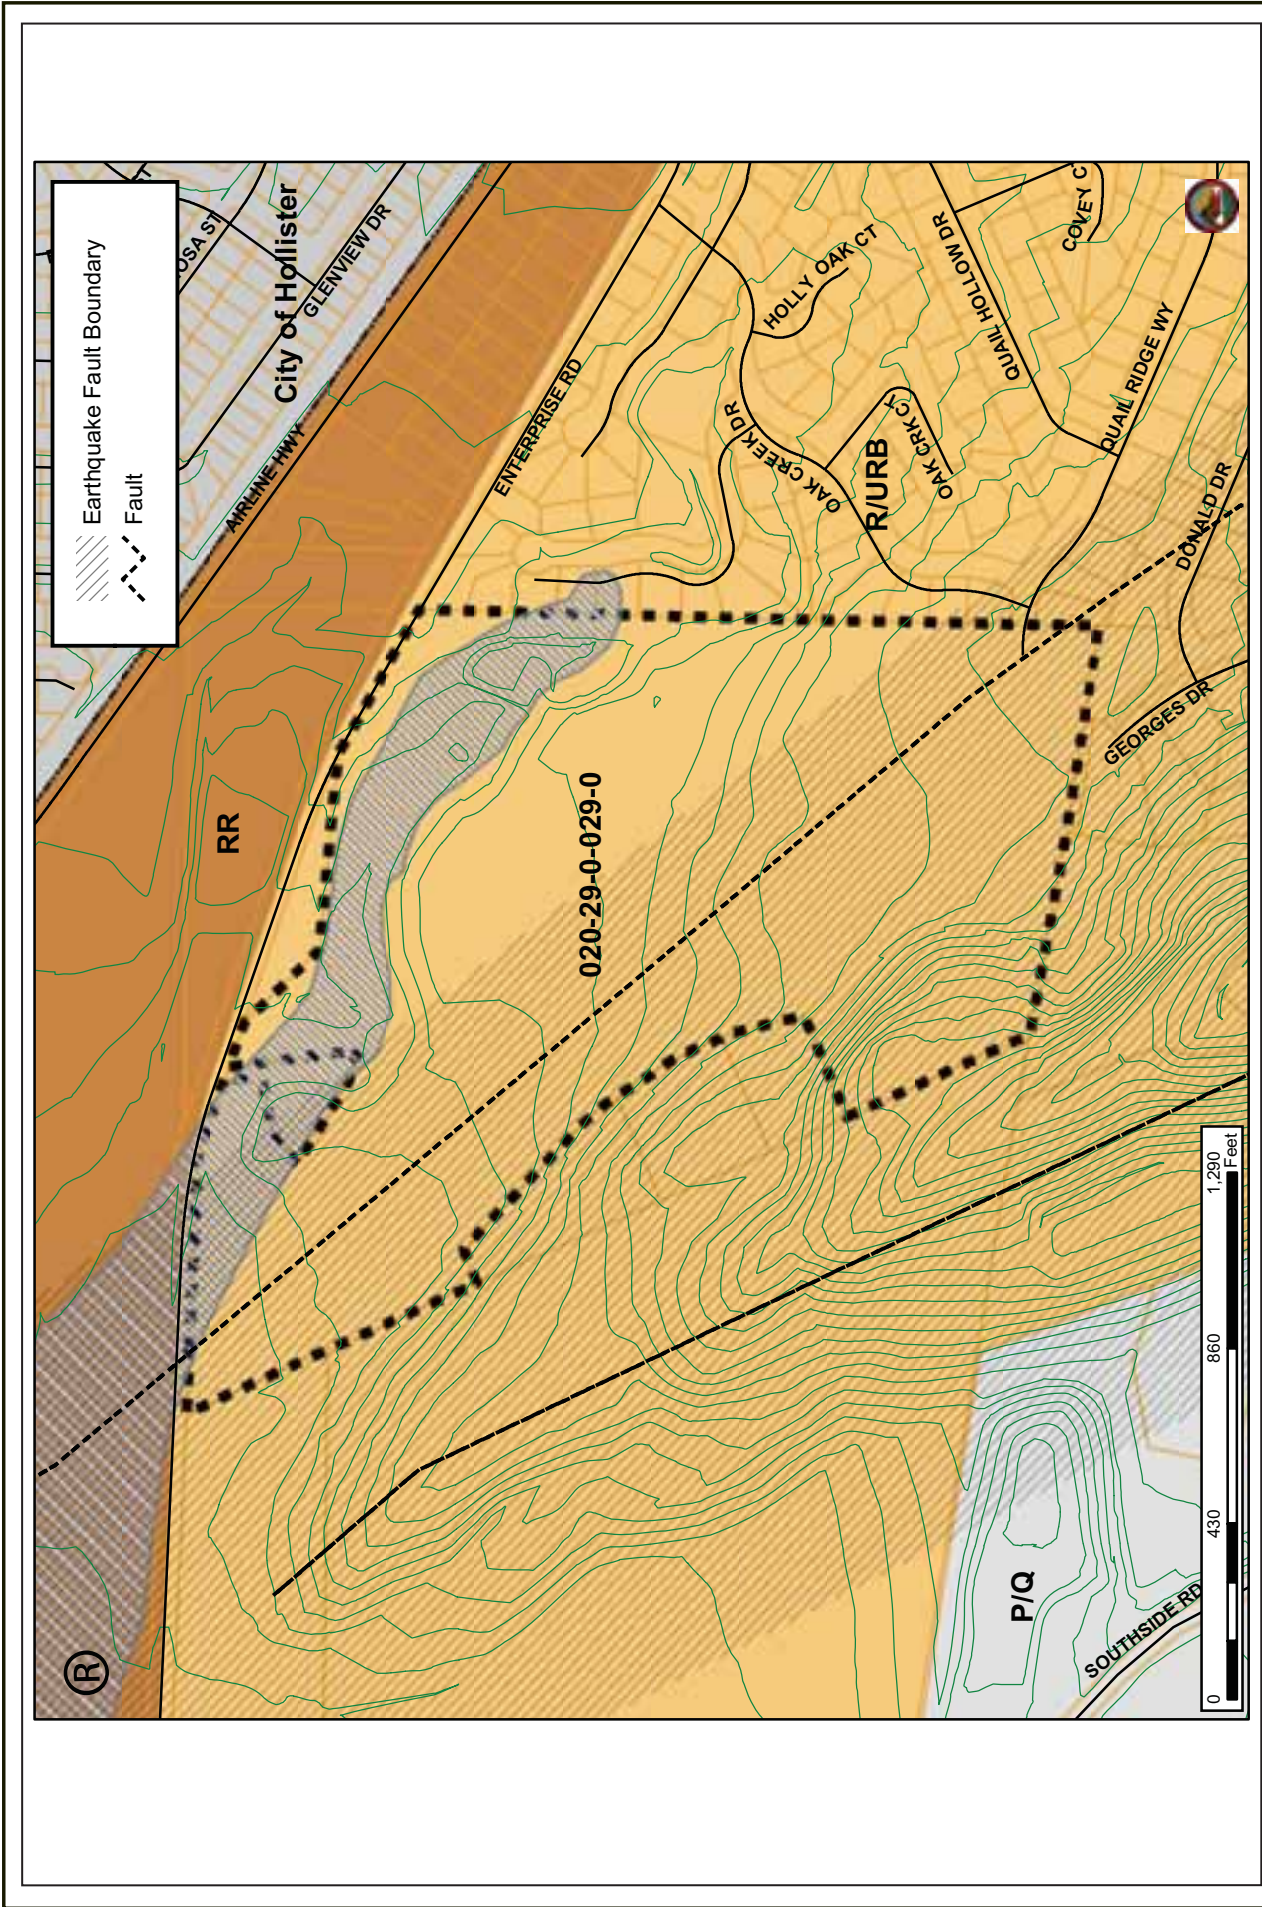 Earthquake Fault Boundary
Fault
City of Hollister
OSA ST
GLENVIEW DR
AIRLINE HWY
ENTERPRISE RD
RR
HOLLY OAK CT
OAK CREEK DR
OAK CRK CT
R/URB
QUAIL HOLLOW DR
COVEY C
QUAIL RIDGE WY
DONALD DR
GEORGES DR
020-29-0-029-0
R
P/Q
SOUTHSIDE RD
0 430 860 1,290
Feet